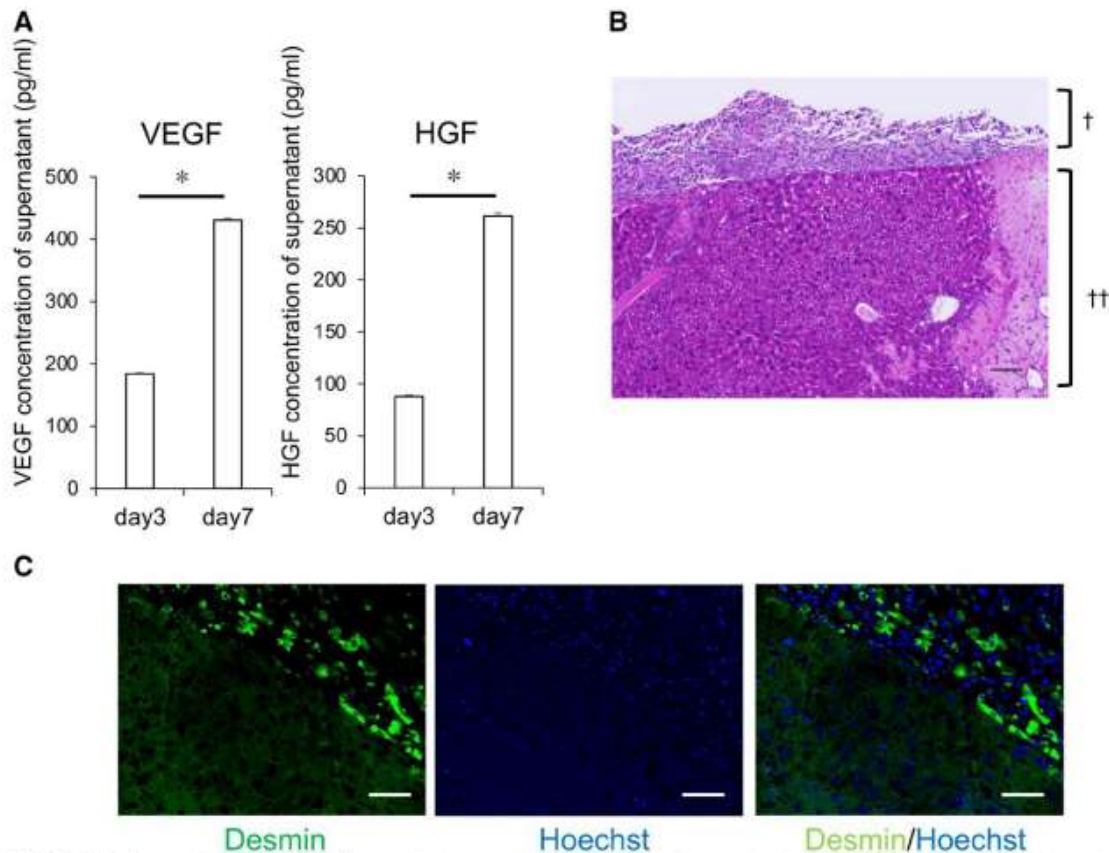 A
VEGF concentration of supernatant (pg/ml)
VEGF
*
500
400
300
200
100
0
day3 day7
HGF concentration of supernatant (pg/ml)
HGF
*
300
250
200
150
100
50
0
day3 day7
B
†
††
C
Desmin
Hoechst
Desmin/Hoechst